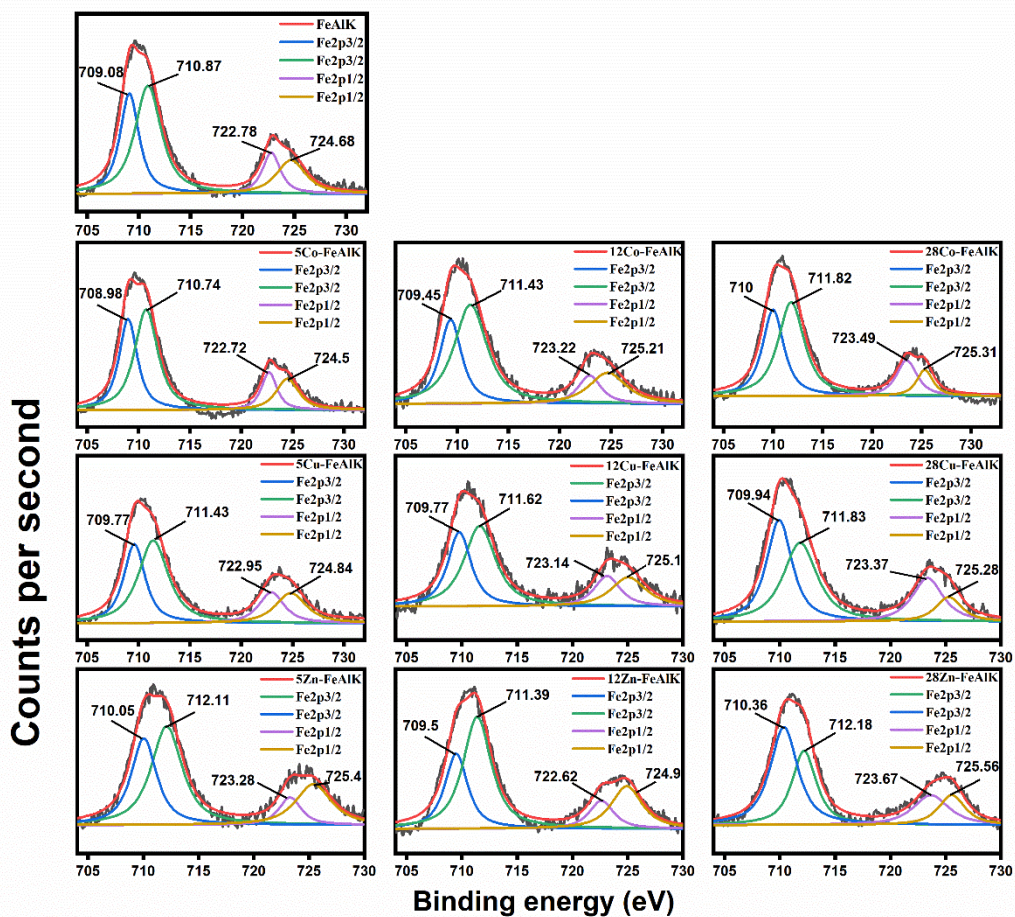 FeAlK
Fe2p3/2
Fe2p3/2
Fe2p1/2
Fe2p1/2
709.08
710.87
722.78
724.68
705 710 715 720 725 730
5Co-FeAlK
Fe2p3/2
Fe2p3/2
Fe2p1/2
Fe2p1/2
708.98
710.74
722.72
724.5
705 710 715 720 725 730
12Co-FeAlK
Fe2p3/2
Fe2p3/2
Fe2p1/2
Fe2p1/2
709.45
711.43
723.22
725.21
705 710 715 720 725 730
28Co-FeAlK
Fe2p3/2
Fe2p3/2
Fe2p1/2
Fe2p1/2
710
711.82
723.49
725.31
705 710 715 720 725 730
5Cu-FeAlK
Fe2p3/2
Fe2p3/2
Fe2p1/2
Fe2p1/2
709.77
711.43
722.95
724.84
705 710 715 720 725 730
12Cu-FeAlK
Fe2p3/2
Fe2p3/2
Fe2p1/2
Fe2p1/2
709.77
711.62
723.14
725.1
705 710 715 720 725 730
28Cu-FeAlK
Fe2p3/2
Fe2p3/2
Fe2p1/2
Fe2p1/2
709.94
711.83
723.37
725.28
705 710 715 720 725 730
5Zn-FeAlK
Fe2p3/2
Fe2p3/2
Fe2p1/2
Fe2p1/2
710.05
712.11
723.28
725.4
705 710 715 720 725 730
12Zn-FeAlK
Fe2p3/2
Fe2p3/2
Fe2p1/2
Fe2p1/2
709.5
711.39
722.62
724.9
705 710 715 720 725 730
28Zn-FeAlK
Fe2p3/2
Fe2p3/2
Fe2p1/2
Fe2p1/2
710.36
712.18
723.67
725.56
705 710 715 720 725 730
Counts per second
Binding energy (eV)